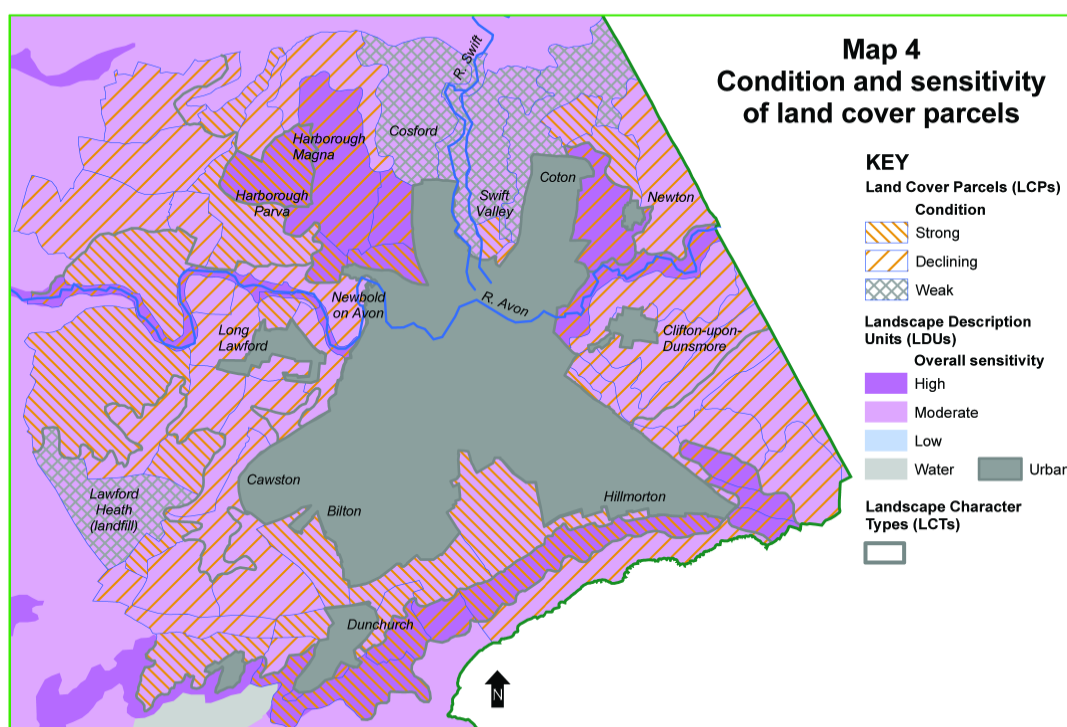 Map 4
Condition and sensitivity
of land cover parcels
KEY
Land Cover Parcels (LCPs)
Condition
Strong
Declining
Weak
Landscape Description
Units (LDUs)
Overall sensitivity
High
Moderate
Low
Water
Urban
Landscape Character
Types (LCTs)
R. Swift
Cosford
Harborough
Magna
Harborough
Parva
Swift
Valley
Coton
Newton
Newbold
on Avon
R. Avon
Long
Lawford
Clifton-upon-
Dunsmore
Lawford
Heath
(landfill)
Cawston
Bilton
Hillmorton
Dunchurch
N